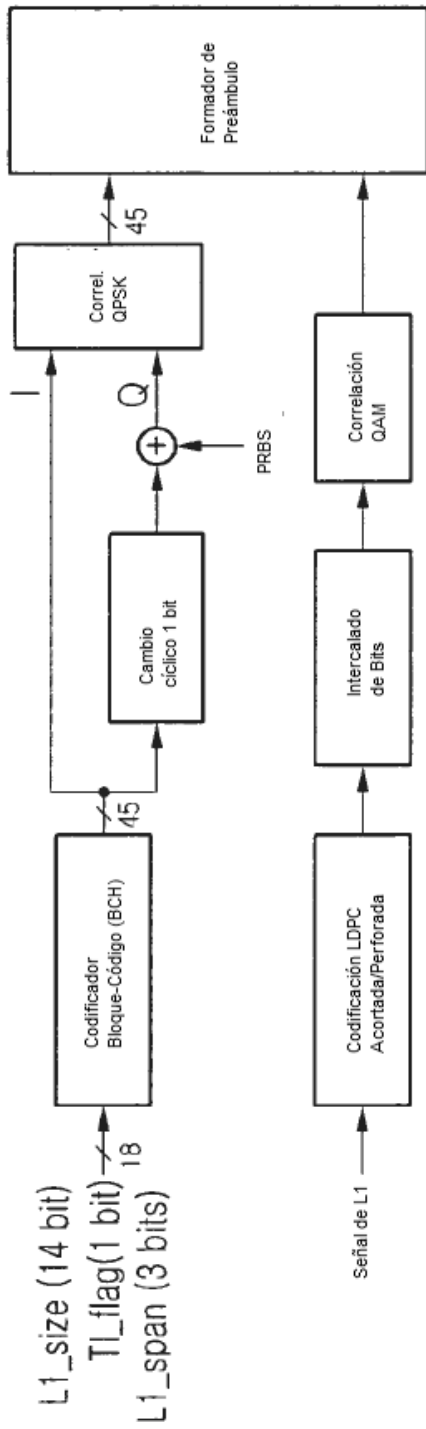 L1_size (14 bit)
TI_flag(1 bit)
L1_span (3 bits)
18
Codificador
Bloque-Código (BCH)
45
Cambio
cíclico 1 bit
PRBS
I
Q
Correl.
QPSK
45
Formador de
Preámbulo
Señal de L1
Codificación LDPC
Acortada/Perforada
Intercalado
de Bits
Correlación
QAM